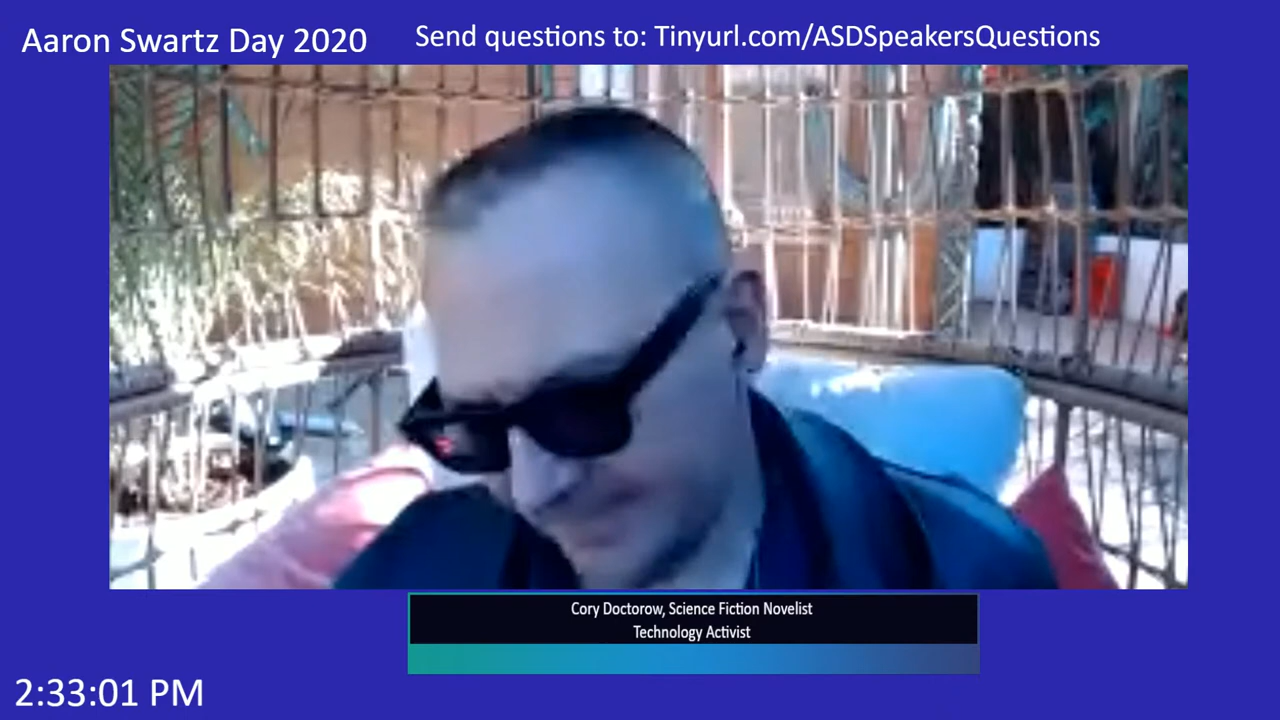 Aaron Swartz Day 2020
Send questions to: Tinyurl.com/ASDSpeakersQuestions
Cory Doctorow, Science Fiction Novelist
Technology Activist
2:33:01 PM